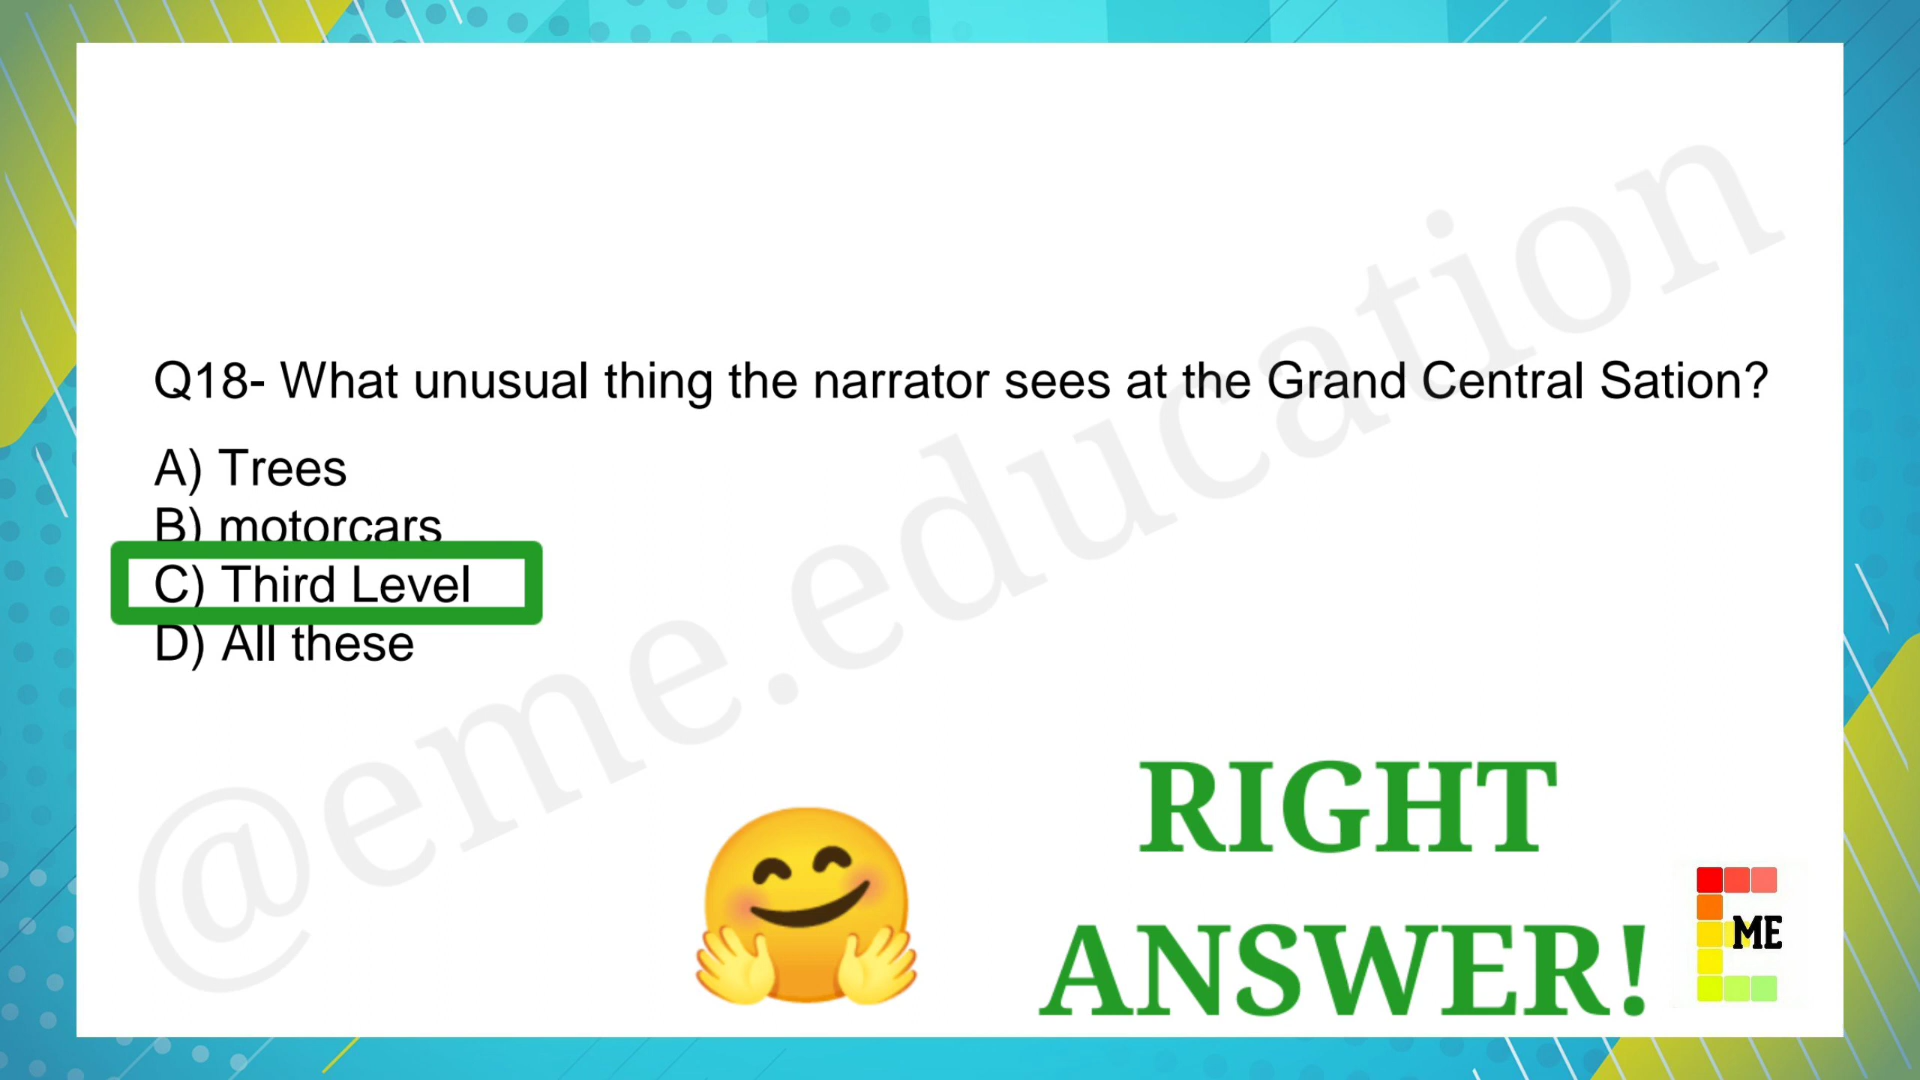 Q18- What unusual thing the narrator sees at the Grand Central Sation?
A) Trees
B) motorcars
C) Third Level
D) All these
@eme.education
RIGHT
ANSWER!
ME